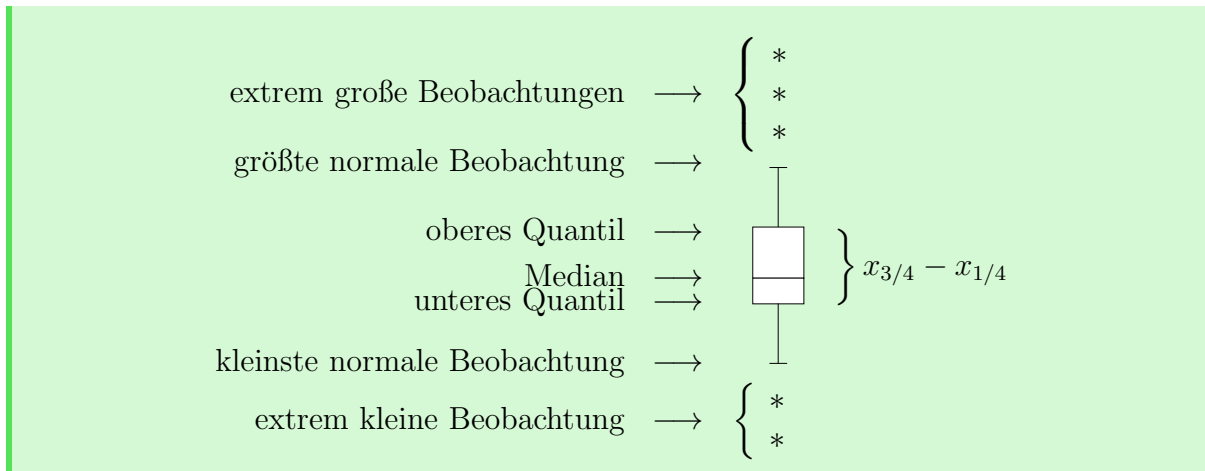 *
extrem große Beobachtungen ⟶ { *
*
größte normale Beobachtung ⟶
oberes Quantil ⟶
} x_{3/4} − x_{1/4}
Median ⟶
unteres Quantil ⟶
kleinste normale Beobachtung ⟶
*
extrem kleine Beobachtung ⟶ {
*